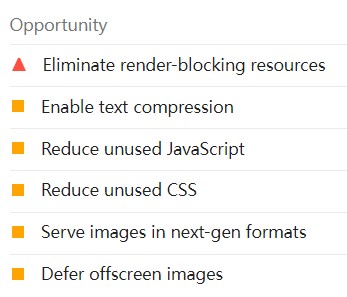 Opportunity
Eliminate render-blocking resources
Enable text compression
Reduce unused JavaScript
Reduce unused CSS
Serve images in next-gen formats
Defer offscreen images